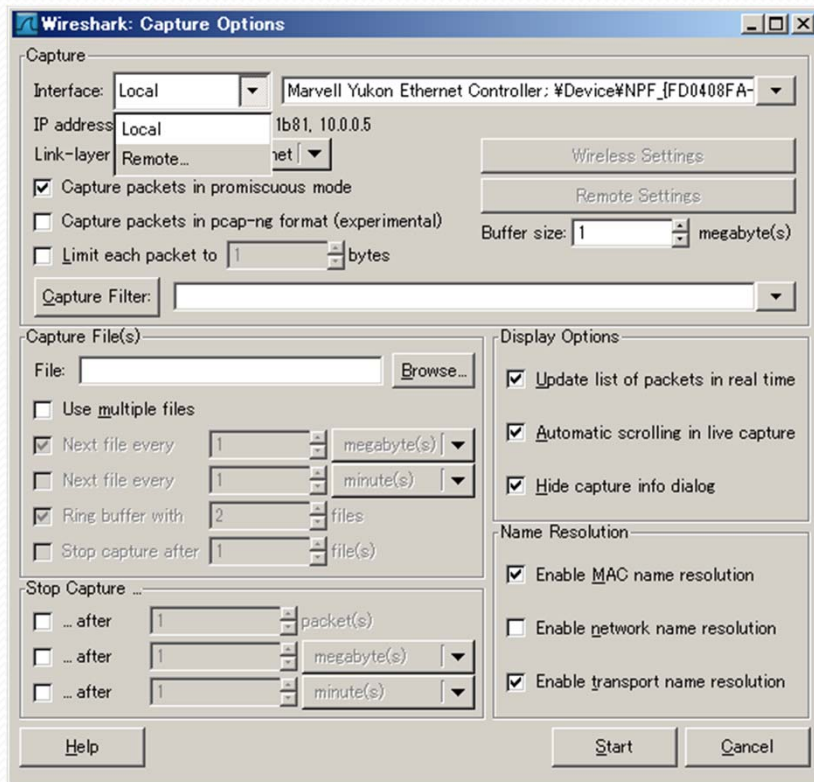 Wireshark: Capture Options
Capture
Interface: Local Marvell Yukon Ethernet Controller: ¥Device¥NPF_{FD0408FA-
IP address 1b81, 10.0.0.5
Local
Remote...
Link-layer net
Wireless Settings
Capture packets in promiscuous mode
Remote Settings
Capture packets in pcap-ng format (experimental)
Buffer size: 1 megabyte(s)
Limit each packet to 1 bytes
Capture Filter:
Capture File(s)
File: Browse...
Use multiple files
Next file every 1 megabyte(s)
Next file every 1 minute(s)
Ring buffer with 2 files
Stop capture after 1 file(s)
Stop Capture ...
... after 1 packet(s)
... after 1 megabyte(s)
... after 1 minute(s)
Display Options
Update list of packets in real time
Automatic scrolling in live capture
Hide capture info dialog
Name Resolution
Enable MAC name resolution
Enable network name resolution
Enable transport name resolution
Help Start Cancel